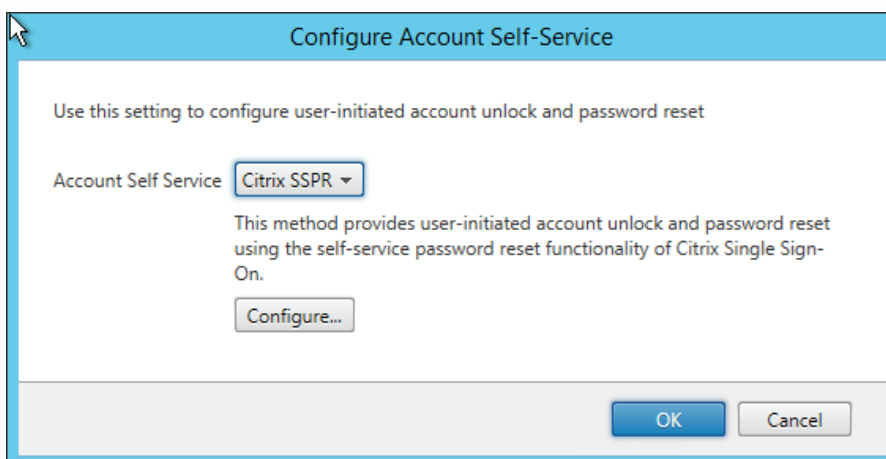 Configure Account Self-Service
Use this setting to configure user-initiated account unlock and password reset
Account Self Service Citrix SSPR
This method provides user-initiated account unlock and password reset
using the self-service password reset functionality of Citrix Single Sign-
On.
Configure...
OK Cancel